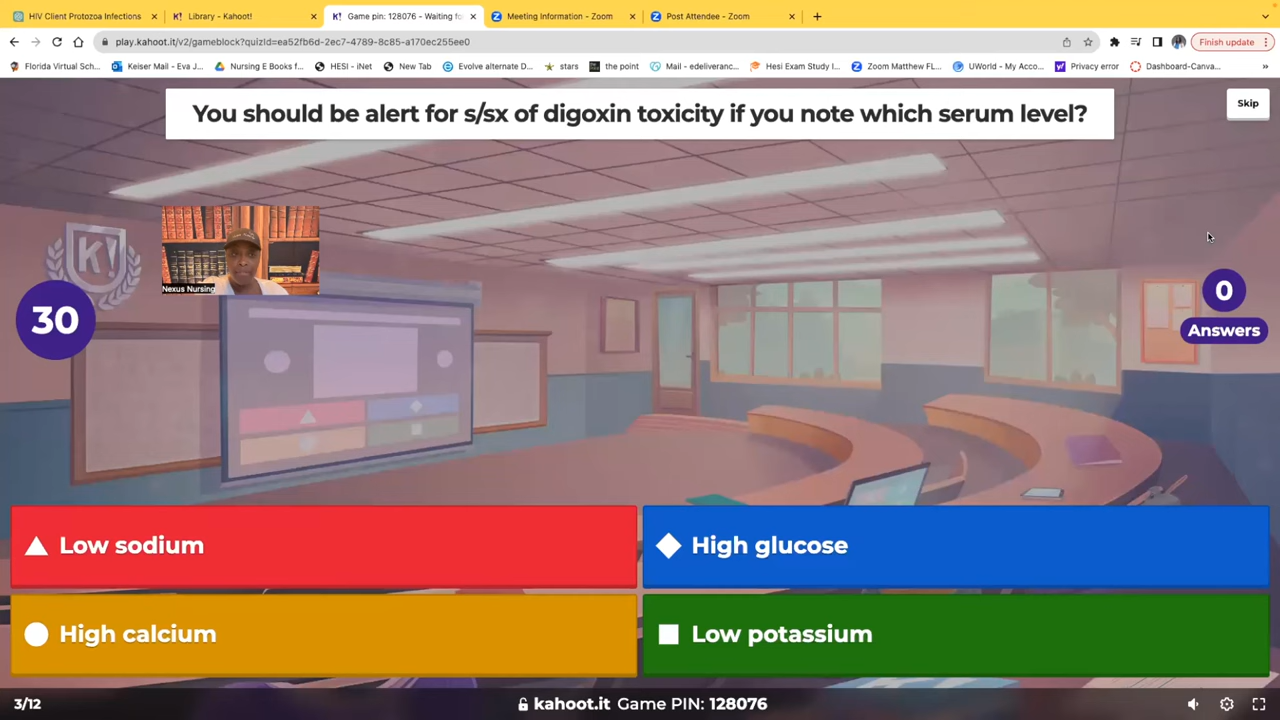 HIV Client Protozoa Infections
Library - Kahoot!
Game pin: 128076 - Waiting fo
Meeting Information - Zoom
Post Attendee - Zoom
play.kahoot.it/v2/gameblock?quizId=ea52fb6d-2ec7-4789-8c85-a170ec255ee0
Finish update
Florida Virtual Sch...
Keiser Mail - Eva J...
Nursing E Books f...
HESI - iNet
New Tab
Evolve alternate D...
stars
the point
Mail - edeliveranc...
Hesi Exam Study I...
Zoom Matthew FL...
UWorld - My Acco...
Privacy error
Dashboard-Canva...
»
You should be alert for s/sx of digoxin toxicity if you note which serum level?
Skip
K!
Nexus Nursing
30
0
Answers
Low sodium
High glucose
High calcium
Low potassium
3/12
kahoot.it Game PIN: 128076